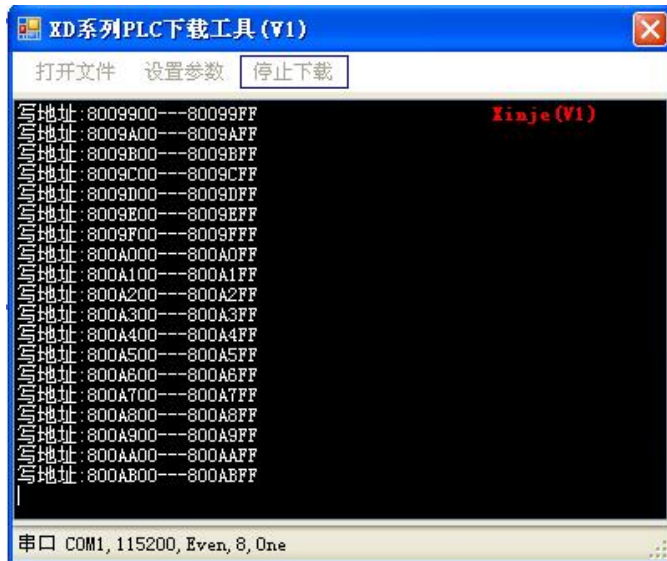 XD系列PLC下载工具(V1)
打开文件 设置参数 停止下载
写地址:8009900---80099FF Xinje(V1)
写地址:8009A00---8009AFF
写地址:8009B00---8009BFF
写地址:8009C00---8009CFF
写地址:8009D00---8009DFF
写地址:8009E00---8009EFF
写地址:8009F00---8009FFF
写地址:800A000---800A0FF
写地址:800A100---800A1FF
写地址:800A200---800A2FF
写地址:800A300---800A3FF
写地址:800A400---800A4FF
写地址:800A500---800A5FF
写地址:800A600---800A6FF
写地址:800A700---800A7FF
写地址:800A800---800A8FF
写地址:800A900---800A9FF
写地址:800AA00---800AAFF
写地址:800AB00---800ABFF
串口 COM1, 115200, Even, 8, One